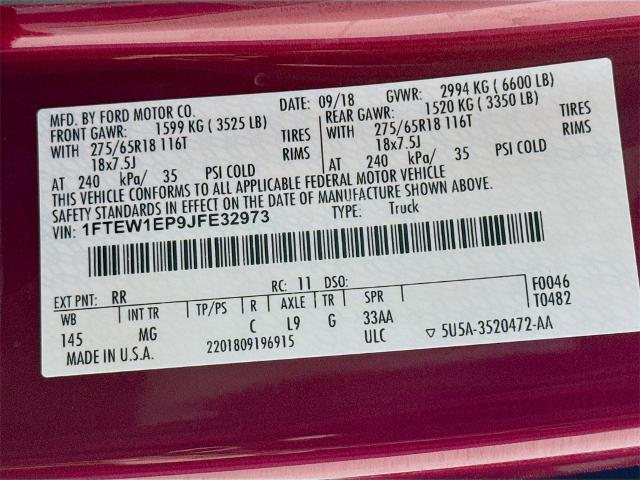 MFD. BY FORD MOTOR CO. DATE: 09/18 GVWR: 2994 KG (6600 LB)
FRONT GAWR: 1599 KG (3525 LB) REAR GAWR: 1520 KG (3350 LB)
WITH 275/65R18 116T TIRES 275/65R18 116T TIRES
18x7.5J RIMS 18x7.5J RIMS
AT 240 kPa/ 35 PSI COLD AT 240 kPa/ 35 PSI COLD
THIS VEHICLE CONFORMS TO ALL APPLICABLE FEDERAL MOTOR VEHICLE
SAFETY STANDARDS IN EFFECT ON THE DATE OF MANUFACTURE SHOWN ABOVE.
VIN: 1FTEW1EP9JFE32973 TYPE: Truck
EXT PNT: RR RC: 11 DSO: F0046
WB INT TR TP/PS R AXLE TR SPR T0482
145 MG C L9 G 33AA
MADE IN U.S.A. 2201809196915 ULC ▽ 5U5A-3520472-AA